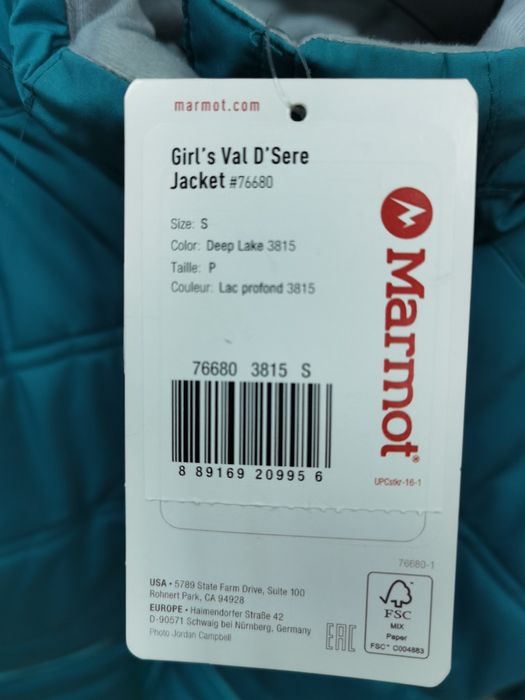 marmot.com
Girl's Val D'Sere
Jacket #76680
Size: S
Color: Deep Lake 3815
Taille: P
Couleur: Lac profond 3815
Marmot®
76680 3815 S
8 89169 20995 6
UPCstkr-16-1
76680-1
USA • 5789 State Farm Drive, Suite 100
Rohnert Park, CA 94928
EUROPE • Haimendorfer Straße 42
D-90571 Schwaig bei Nürnberg, Germany
Photo Jordan Campbell
EAC
FSC
MIX
Paper
FSC® C004883